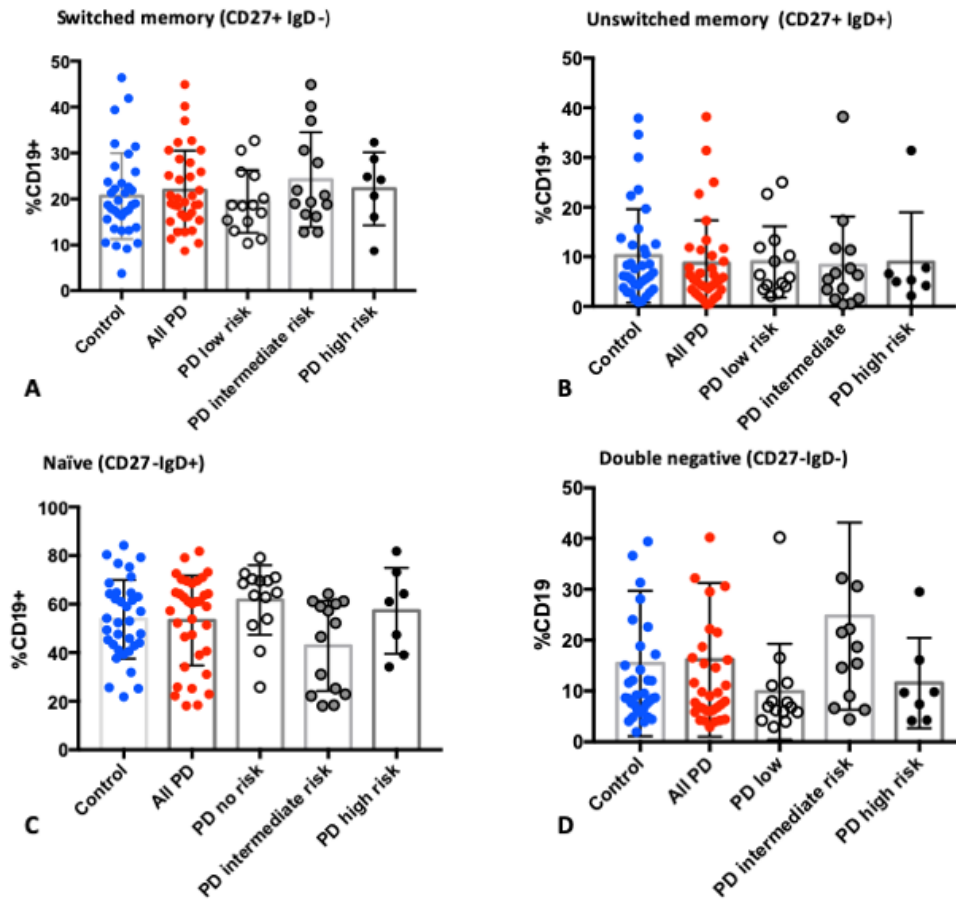 Switched memory (CD27+ IgD-)
%CD19+
50
40
30
20
10
0
Control
All PD
PD low risk
PD intermediate risk
PD high risk
A
Unswitched memory (CD27+ IgD+)
%CD19+
50
40
30
20
10
0
Control
All PD
PD low risk
PD intermediate
PD high risk
B
Naïve (CD27-IgD+)
%CD19+
100
80
60
40
20
0
Control
All PD
PD no risk
PD intermediate risk
PD high risk
C
Double negative (CD27-IgD-)
%CD19
50
40
30
20
10
0
Control
All PD
PD low
PD intermediate risk
PD high risk
D